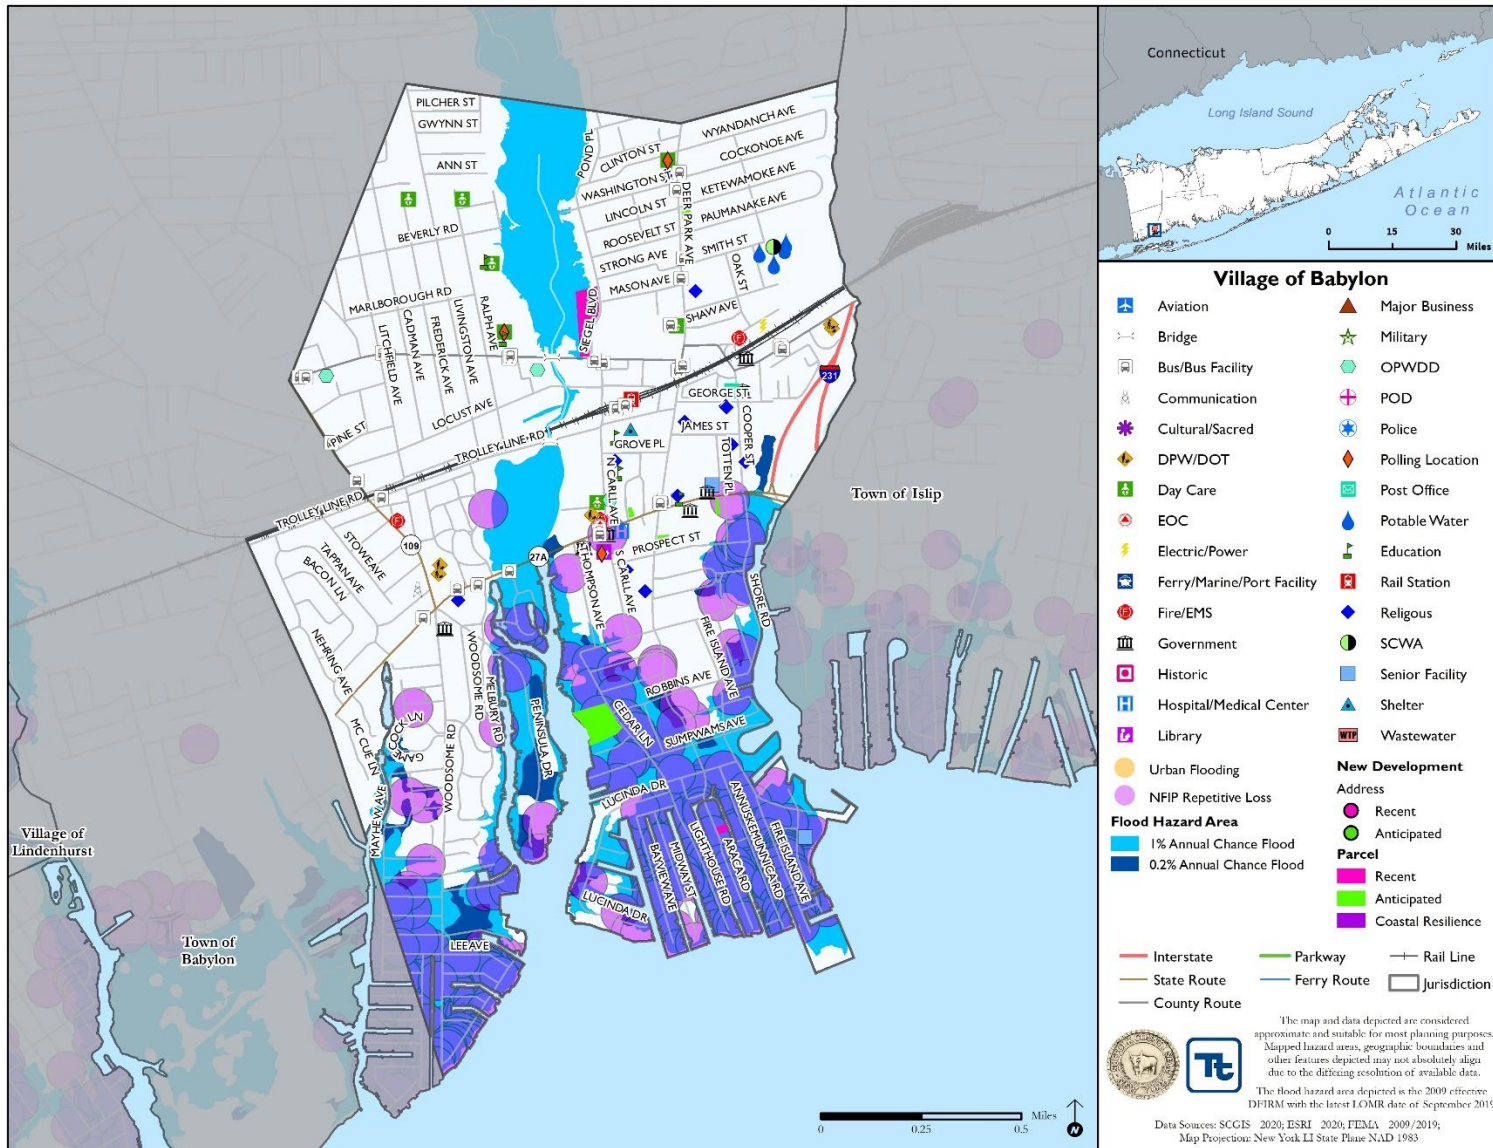 PILCHER ST
GWYNN ST
ANN ST
BEVERLY RD
MARLBOROUGH RD
LITCHFIELD AVE
CADMAN AVE
FREDERICK AVE
LIVINGSTON AVE
RALPH AVE
LOCUST AVE
PINE ST
TROLLEY LINE RD
TROLLEY LINE RD
POND PL
CLINTON ST
WASHINGTON ST
LINCOLN ST
ROOSEVELT ST
STRONG AVE
MASON AVE
SIEGEL BLVD
DEER PARK AVE
WYANDANCH AVE
COCKONOE AVE
KETEWAMOKE AVE
PAUMANAKE AVE
SMITH ST
OAK ST
SHAW AVE
231
GEORGE ST
JAMES ST
GROVE PL
COOPER ST
TOTTEN PL
N CARLL AVE
S CARLL AVE
THOMPSON AVE
PROSPECT ST
27A
109
STOWE AVE
TAPPAN AVE
BACON LN
NEHRING AVE
MC CUE LN
GAMECOCK LN
MAYHEW AVE
WOODSOME RD
WOODSOME RD
MELBURY RD
PENINSULA DR
SHORE RD
FIRE ISLAND AVE
ROBBINS AVE
CEDAR LN
SUMPWAMS AVE
LUCINDA DR
LUCINDA DR
BAYVIEW AVE
MIDWAY ST
LIGHTHOUSE RD
ARACA RD
ANNUSKEMUNNICA RD
FIRE ISLAND AVE
LEE AVE
Town of Islip
Village of
Lindenhurst
Town of
Babylon
Miles
0 0.25 0.5
N
Connecticut
Long Island Sound
Atlantic
Ocean
0 15 30
Miles
Village of Babylon
Aviation
Bridge
Bus/Bus Facility
Communication
Cultural/Sacred
DPW/DOT
Day Care
EOC
Electric/Power
Ferry/Marine/Port Facility
Fire/EMS
Government
Historic
Hospital/Medical Center
Library
Urban Flooding
NFIP Repetitive Loss
Flood Hazard Area
1% Annual Chance Flood
0.2% Annual Chance Flood
Major Business
Military
OPWDD
POD
Police
Polling Location
Post Office
Potable Water
Education
Rail Station
Religous
SCWA
Senior Facility
Shelter
WTP Wastewater
New Development
Address
Recent
Anticipated
Parcel
Recent
Anticipated
Coastal Resilience
Interstate
State Route
County Route
Parkway
Ferry Route
Rail Line
Jurisdiction
Tt
The map and data depicted are considered
approximate and suitable for most planning purposes.
Mapped hazard areas, geographic boundaries and
other features depicted may not absolutely align
due to the differing resolution of available data.
The flood hazard area depicted is the 2009 effective
DFIRM with the latest LOMR date of September 2019
Data Sources: SCGIS 2020; ESRI 2020; FEMA 2009/2019;
Map Projection: New York LI State Plane NAD 1983